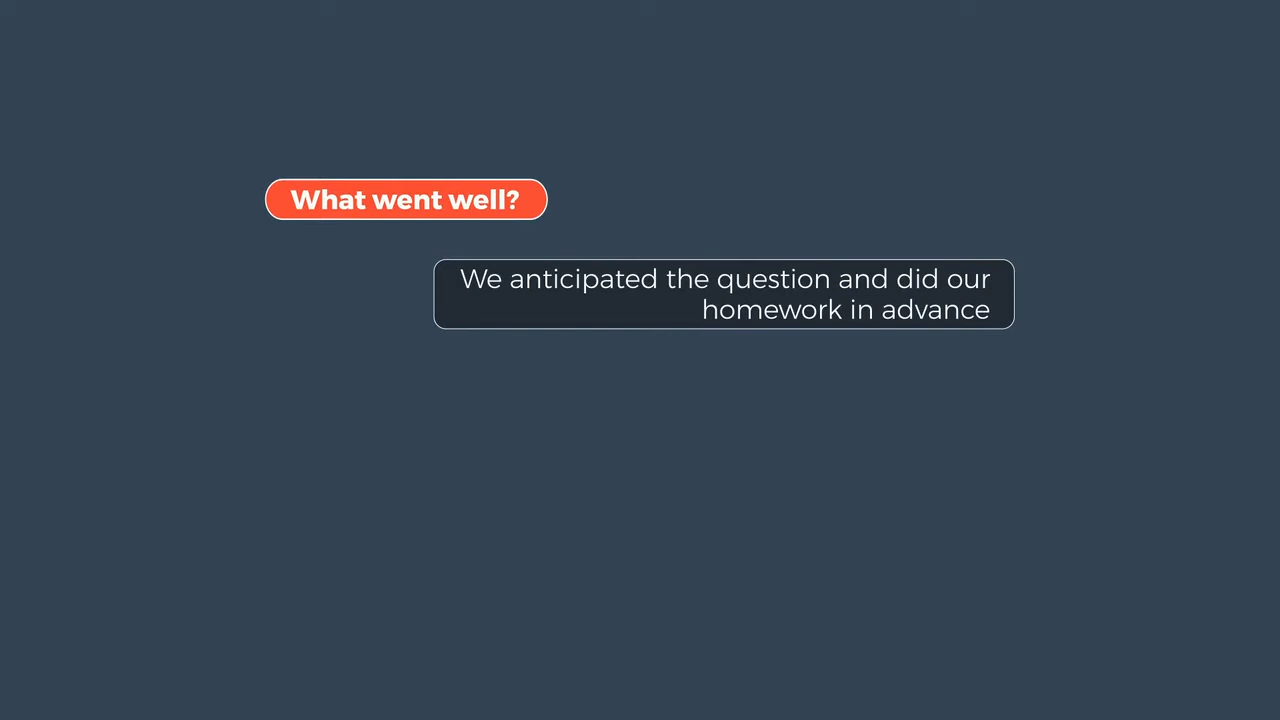 What went well?
We anticipated the question and did our
homework in advance